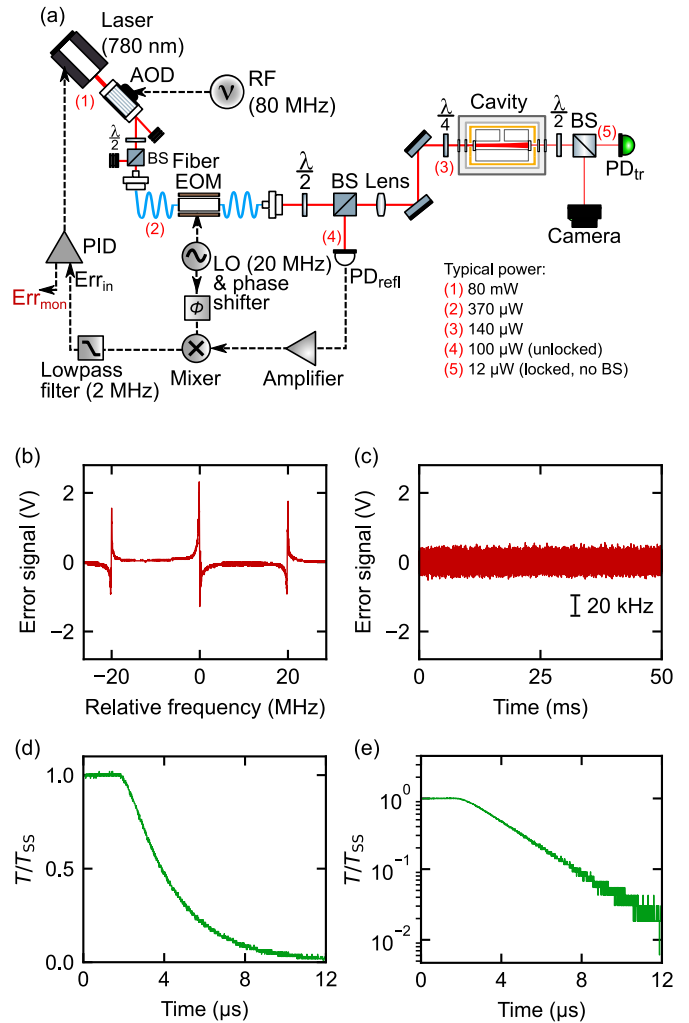 (a)
Laser
(780 nm)
AOD
(1)
ν
RF
(80 MHz)
λ/2
BS
Fiber
EOM
(2)
λ/2
BS
Lens
λ/4
(3)
Cavity
λ/2
BS
(5)
PDtr
Camera
(4)
PDrefl
PID
Errmon
Errin
LO (20 MHz)
& phase
shifter
ϕ
Lowpass
filter (2 MHz)
Mixer
Amplifier
Typical power:
(1) 80 mW
(2) 370 µW
(3) 140 µW
(4) 100 µW (unlocked)
(5) 12 µW (locked, no BS)
(b)
Error signal (V)
2
0
−2
−20
0
20
Relative frequency (MHz)
(c)
Error signal (V)
2
0
−2
20 kHz
0
25
50
Time (ms)
(d)
T/TSS
1.0
0.5
0.0
0
4
8
12
Time (µs)
(e)
T/TSS
10⁰
10⁻¹
10⁻²
0
4
8
12
Time (µs)